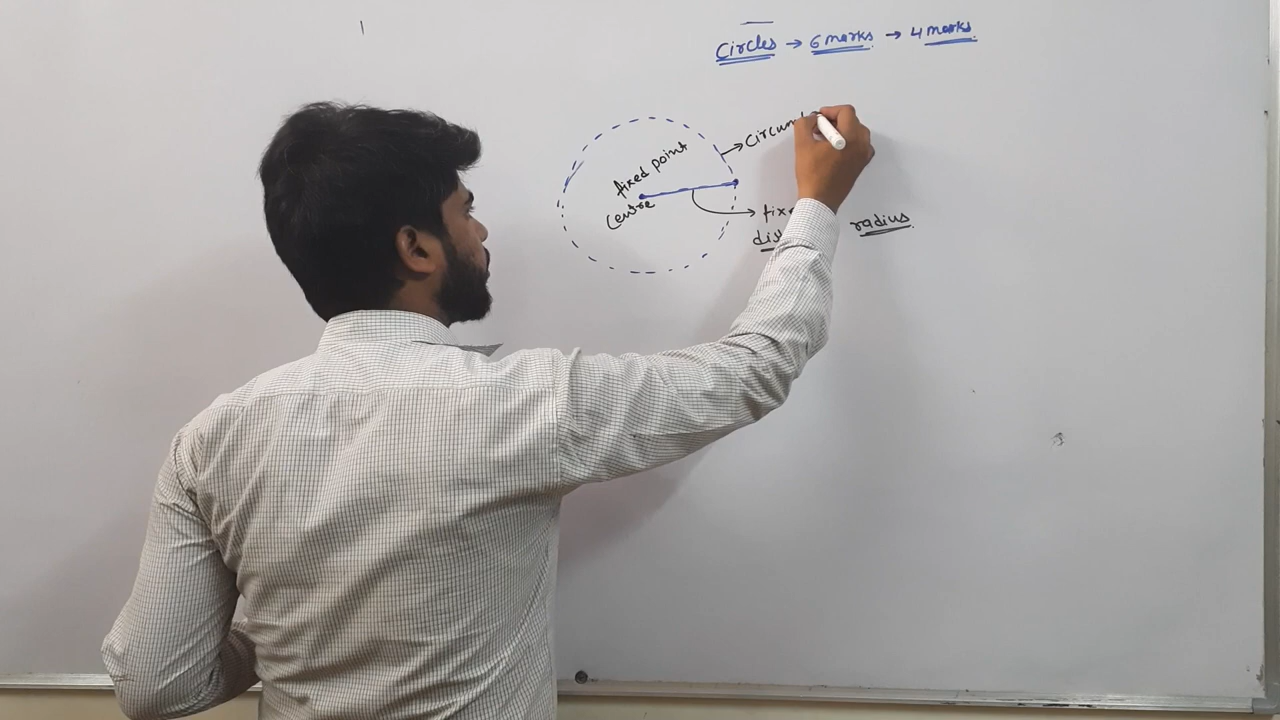 Circles → 6 marks → 4 marks
fixed point
centre
radius